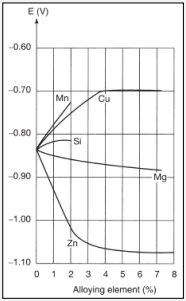 E (V)
−0.60
Mn
Cu
−0.70
−0.80
Si
Mg
−0.90
−1.00
Zn
−1.10
0 1 2 3 4 5 6 7 8
Alloying element (%)